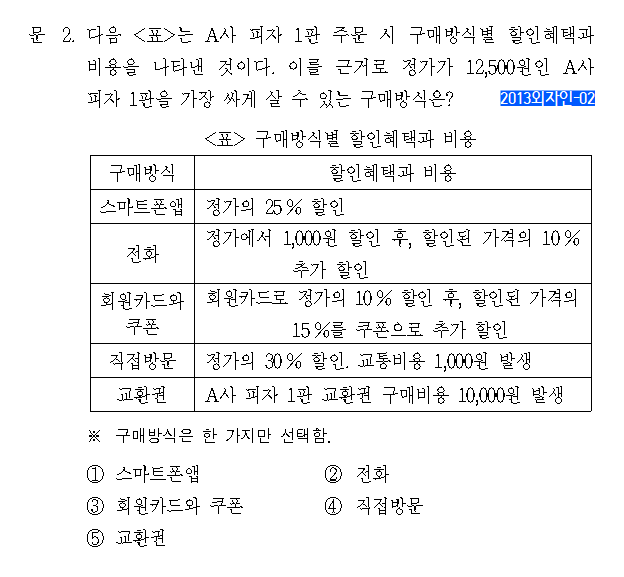 문 2. 다음 <표>는 A사 피자 1판 주문 시 구매방식별 할인혜택과
비용을 나타낸 것이다. 이를 근거로 정가가 12,500원인 A사
피자 1판을 가장 싸게 살 수 있는 구매방식은? 2013외자인-02
<표> 구매방식별 할인혜택과 비용
구매방식 할인혜택과 비용
스마트폰앱 정가의 25% 할인
전화 정가에서 1,000원 할인 후, 할인된 가격의 10%
추가 할인
회원카드와
쿠폰 회원카드로 정가의 10% 할인 후, 할인된 가격의
15%를 쿠폰으로 추가 할인
직접방문 정가의 30% 할인. 교통비용 1,000원 발생
교환권 A사 피자 1판 교환권 구매비용 10,000원 발생
※ 구매방식은 한 가지만 선택함.
① 스마트폰앱 ② 전화
③ 회원카드와 쿠폰 ④ 직접방문
⑤ 교환권